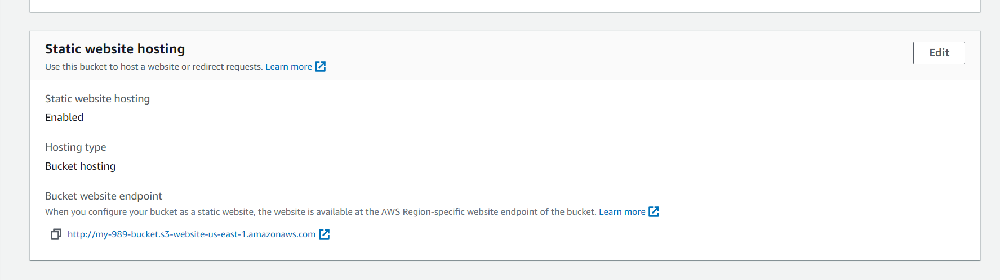 Static website hosting
Edit
Use this bucket to host a website or redirect requests. Learn more
Static website hosting
Enabled
Hosting type
Bucket hosting
Bucket website endpoint
When you configure your bucket as a static website, the website is available at the AWS Region-specific website endpoint of the bucket. Learn more
http://my-989-bucket.s3-website-us-east-1.amazonaws.com